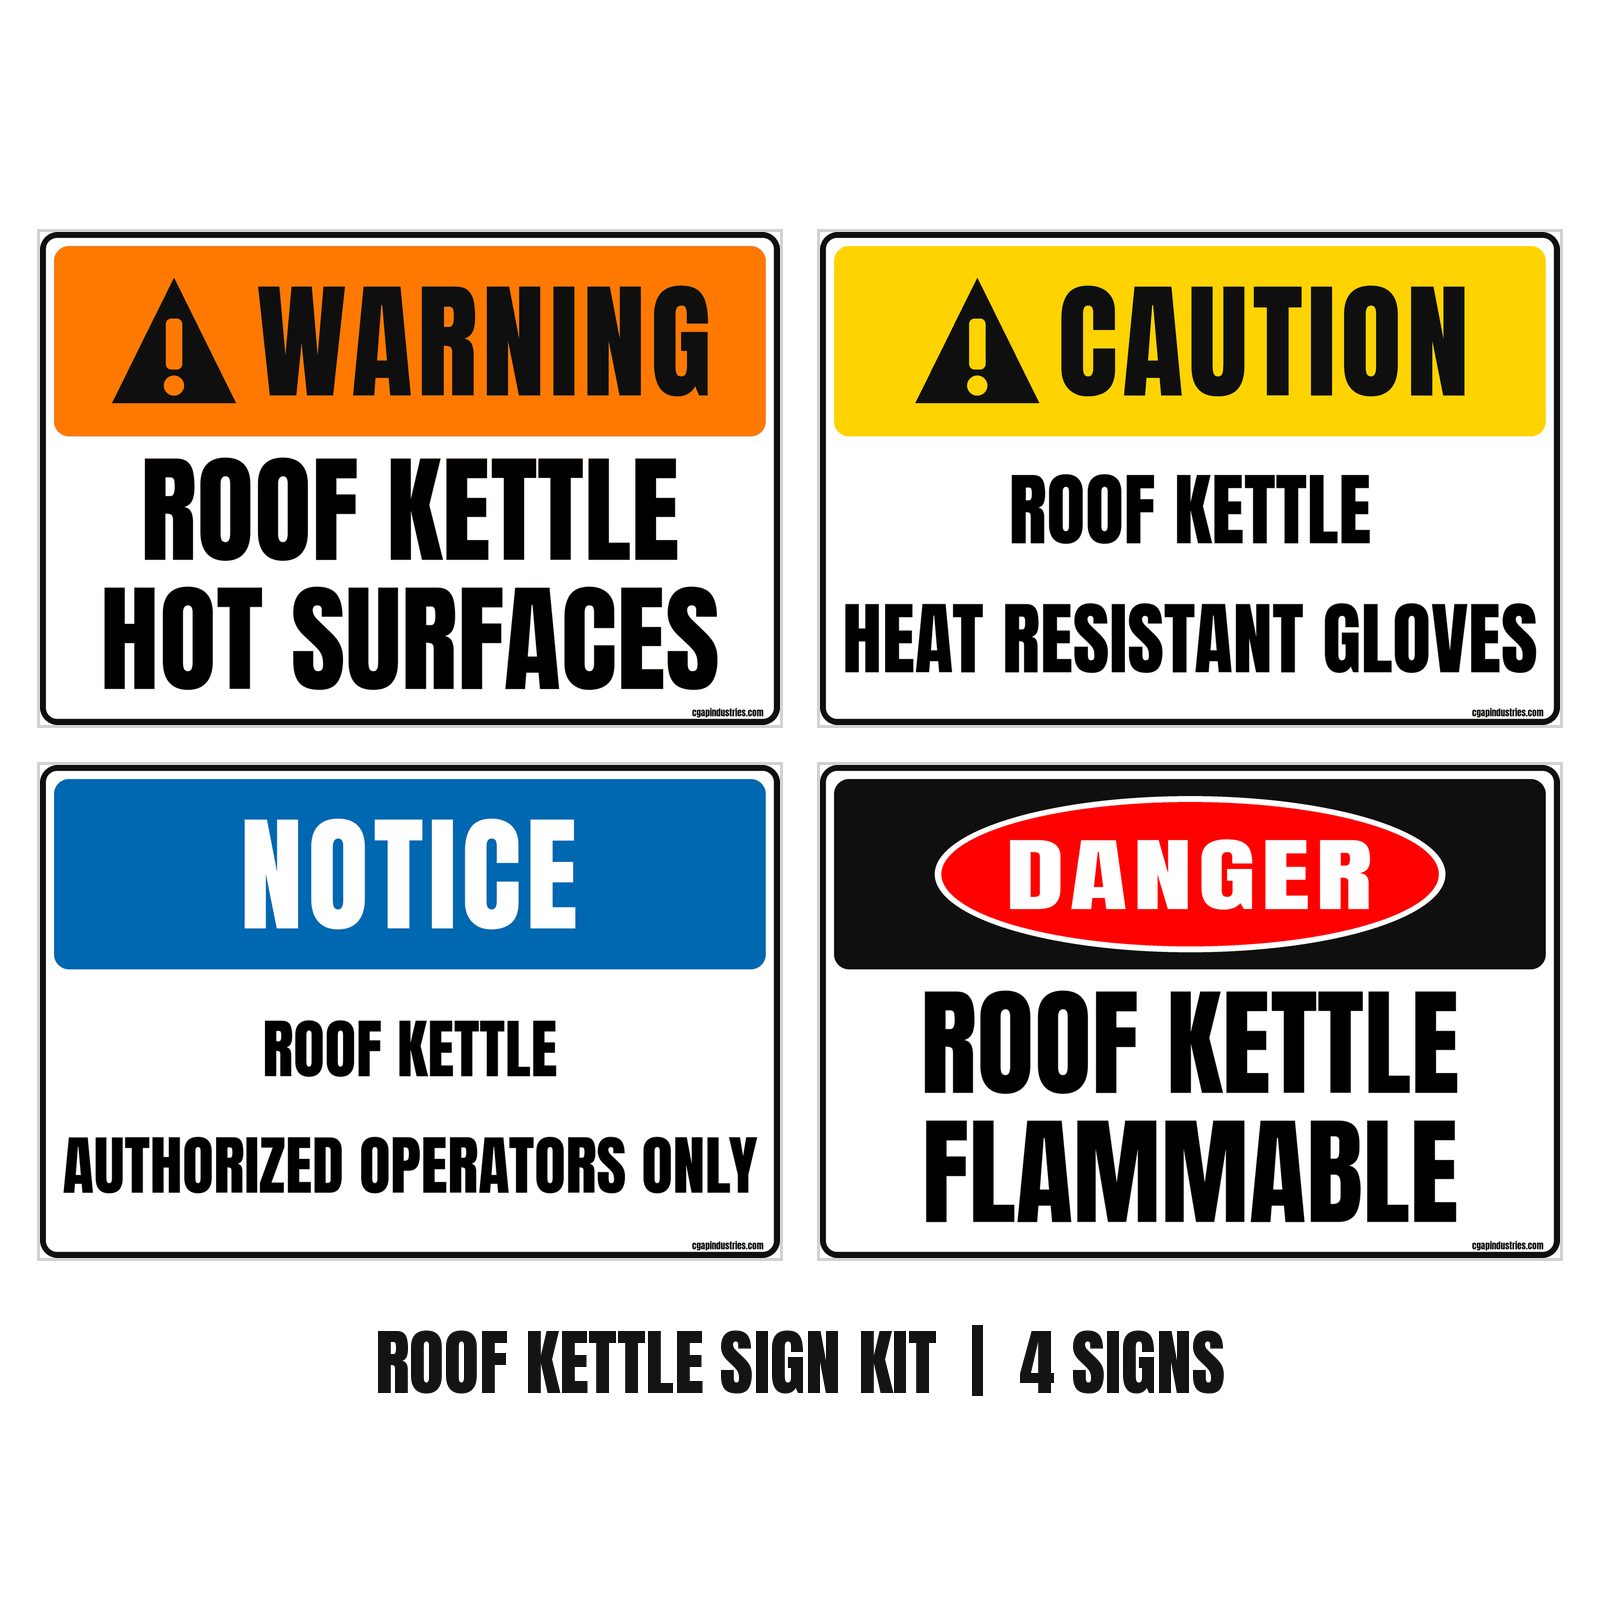 WARNING
ROOF KETTLE
HOT SURFACES
cgapindustries.com
CAUTION
ROOF KETTLE
HEAT RESISTANT GLOVES
cgapindustries.com
NOTICE
ROOF KETTLE
AUTHORIZED OPERATORS ONLY
cgapindustries.com
DANGER
ROOF KETTLE
FLAMMABLE
cgapindustries.com
ROOF KETTLE SIGN KIT | 4 SIGNS